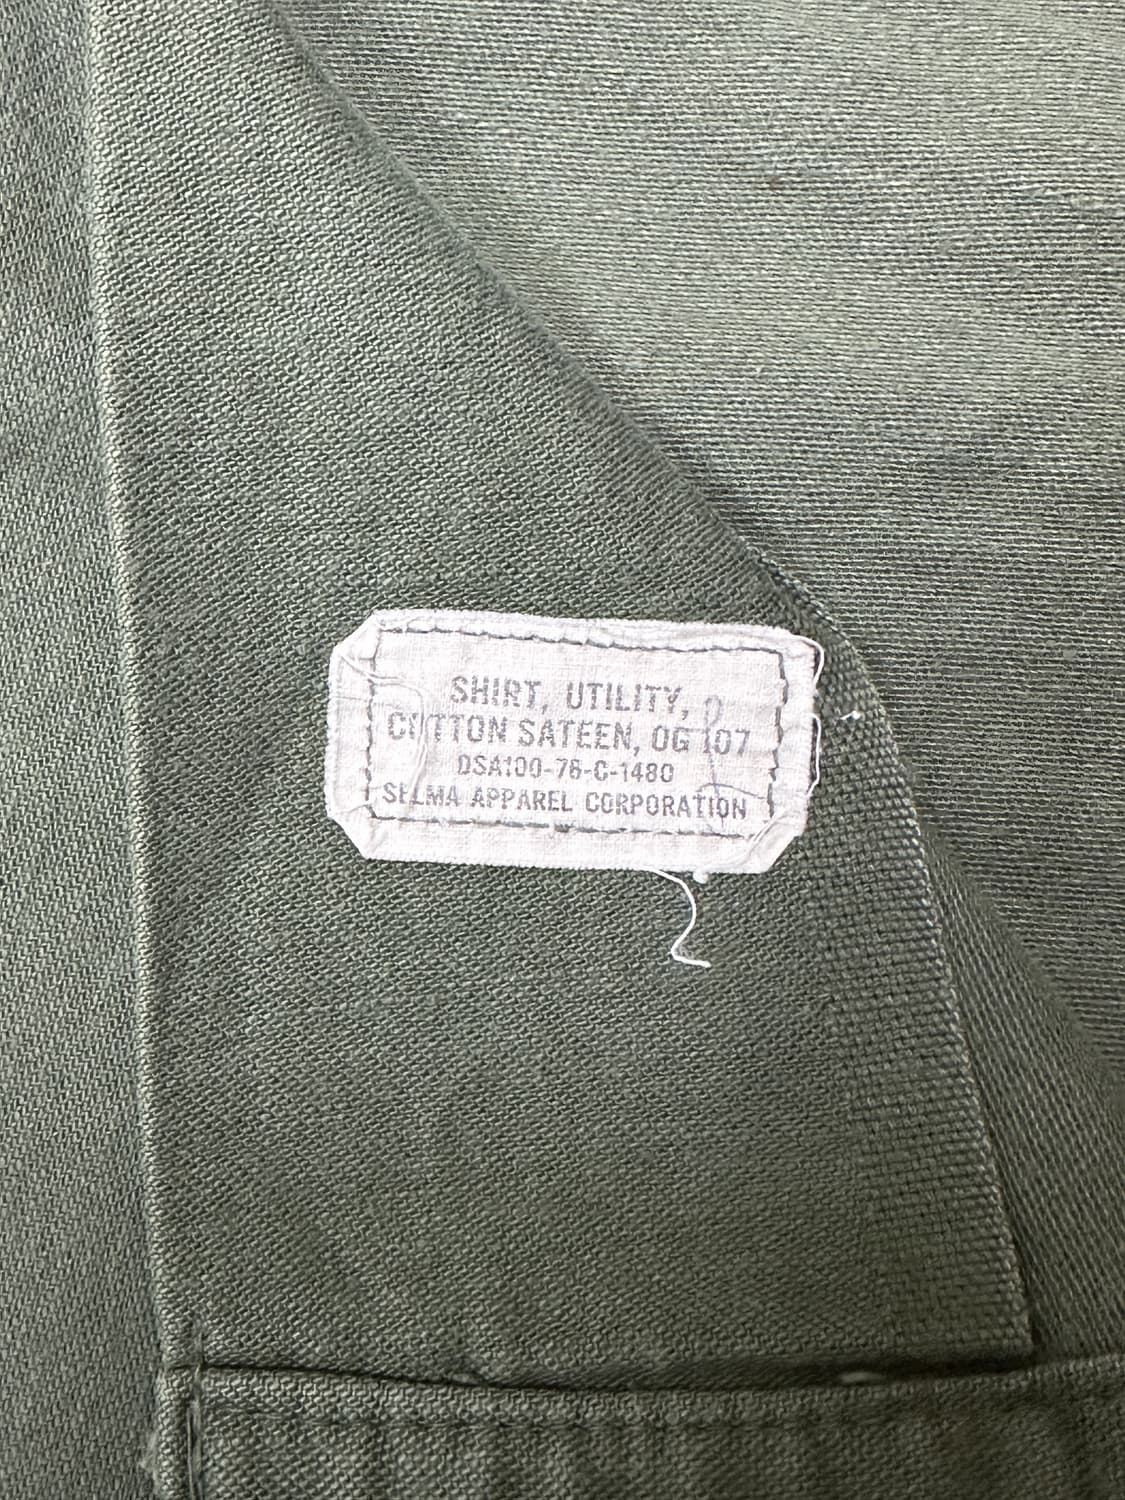 SHIRT, UTILITY,
COTTON SATEEN, OG 107
DSA100-76-C-1480
SELMA APPAREL CORPORATION